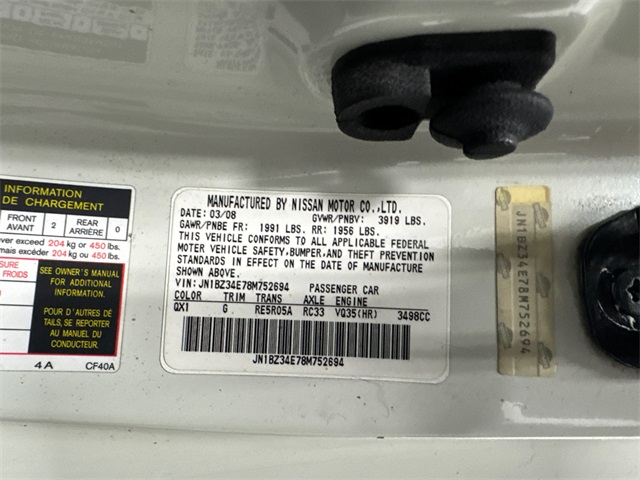 INFORMATION
DE CHARGEMENT
FRONT
AVANT
2
REAR
ARRIÈRE
0
ver exceed 204 kg or 450 lbs.
mais excéder 204 kg ou 450 lbs.
SURE
FROIDS
SEE OWNER'S MANUAL
FOR ADDITIONAL
INFORMATION.
POUR D'AUTRES DE
TAILS, SE REPORTER
AU MANUEL DU
CONDUCTEUR.
4 A
CF40A
MANUFACTURED BY NISSAN MOTOR CO.,LTD.
DATE: 03/08 GVWR/PNBV: 3919 LBS.
GAWR/PNBE FR: 1991 LBS. RR: 1956 LBS.
THIS VEHICLE CONFORMS TO ALL APPLICABLE FEDERAL
MOTER VEHICLE SAFETY,BUMPER,AND THEFT PREVENTION
STANDARDS IN EFFECT ON THE DATE OF MANUFACTURE
SHOWN ABOVE.
VIN: JN1BZ34E78M752694 PASSENGER CAR
COLOR TRIM TRANS AXLE ENGINE
QX1 G RE5R05A RC33 VQ35(HR) 3498CC
JN1BZ34E78M752694
JN1BZ34E78M752694